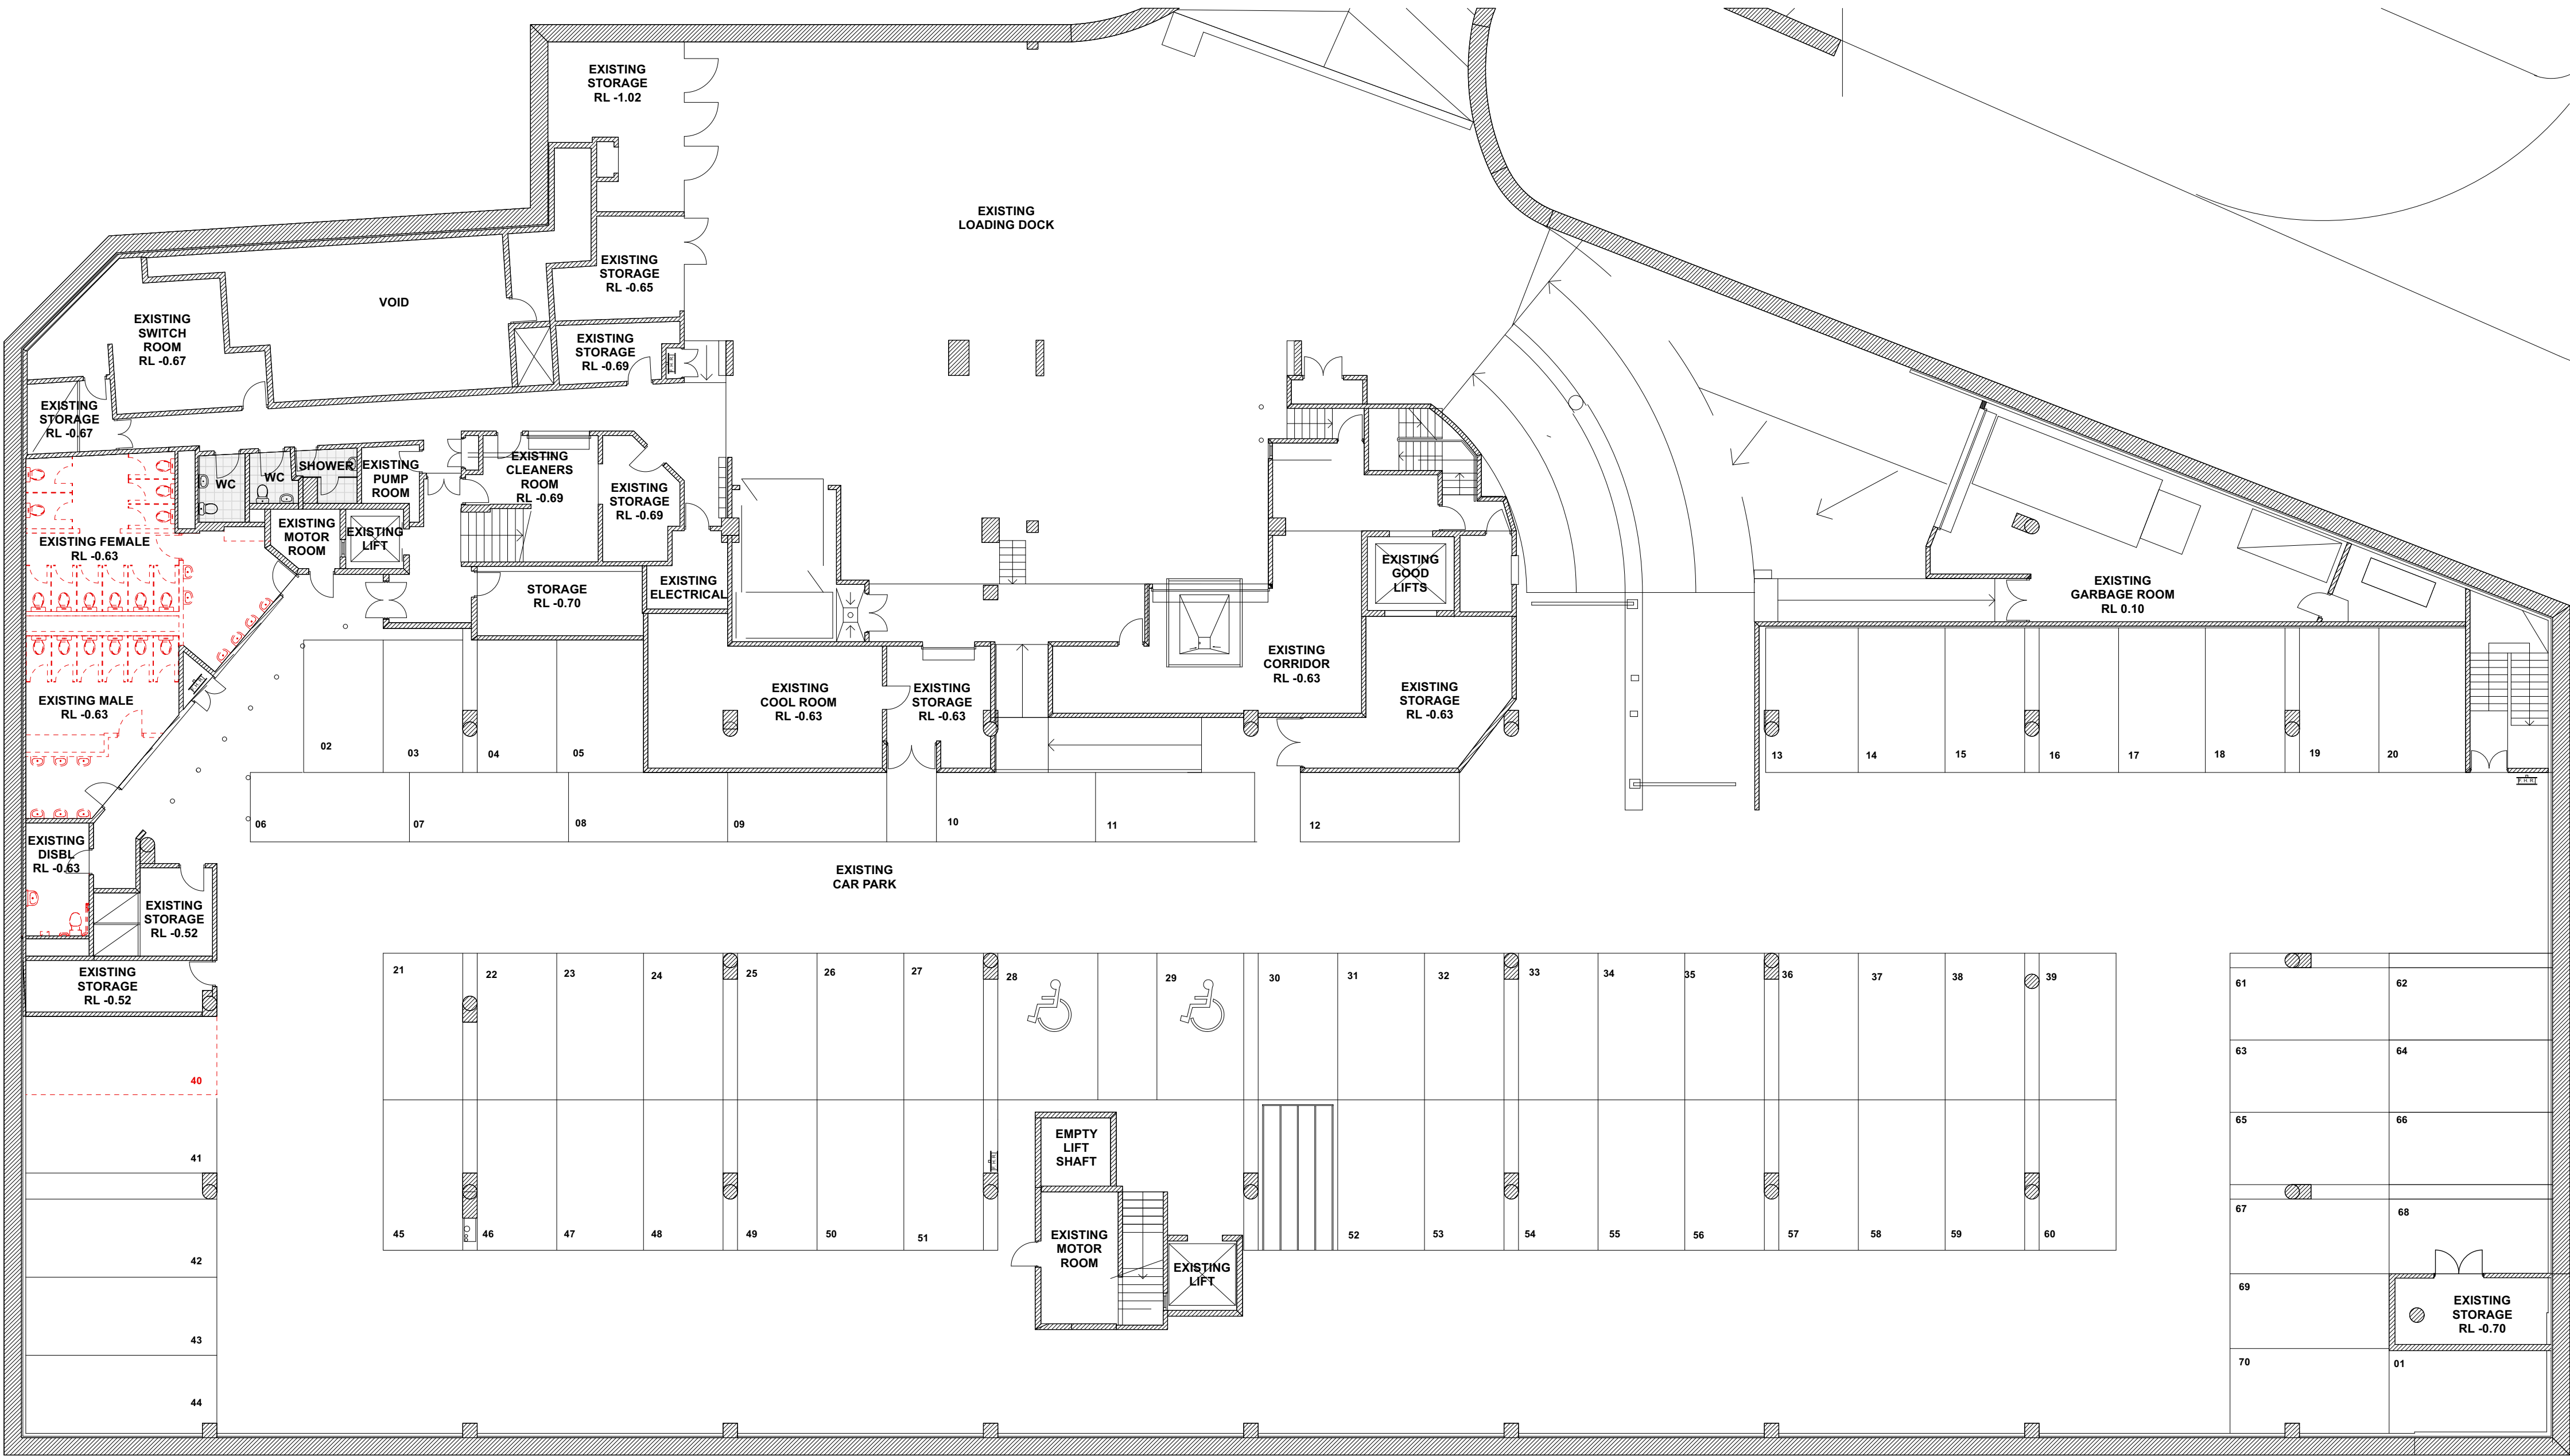 EXISTING
STORAGE
RL -1.02
EXISTING
LOADING DOCK
EXISTING
STORAGE
RL -0.65
VOID
EXISTING
SWITCH
ROOM
RL -0.67
EXISTING
STORAGE
RL -0.69
EXISTING
STORAGE
RL -0.67
WC
WC
SHOWER
EXISTING
PUMP
ROOM
EXISTING
CLEANERS
ROOM
RL -0.69
EXISTING
STORAGE
RL -0.69
EXISTING
MOTOR
ROOM
EXISTING
LIFT
EXISTING FEMALE
RL -0.63
STORAGE
RL -0.70
EXISTING
ELECTRICAL
EXISTING
GOOD
LIFTS
EXISTING
GARBAGE ROOM
RL 0.10
EXISTING MALE
RL -0.63
EXISTING
COOL ROOM
RL -0.63
EXISTING
STORAGE
RL -0.63
EXISTING
CORRIDOR
RL -0.63
EXISTING
STORAGE
RL -0.63
02
03
04
05
13
14
15
16
17
18
19
20
F.H.R
06
07
08
09
10
11
12
EXISTING
DISBL
RL -0.63
EXISTING
CAR PARK
EXISTING
STORAGE
RL -0.52
EXISTING
STORAGE
RL -0.52
21
22
23
24
25
26
27
28
29
30
31
32
33
34
35
36
37
38
39
61
62
63
64
40
41
42
43
44
EMPTY
LIFT
SHAFT
65
66
67
68
45
46
47
48
49
50
51
EXISTING
MOTOR
ROOM
EXISTING
LIFT
52
53
54
55
56
57
58
59
60
69
EXISTING
STORAGE
RL -0.70
70
01